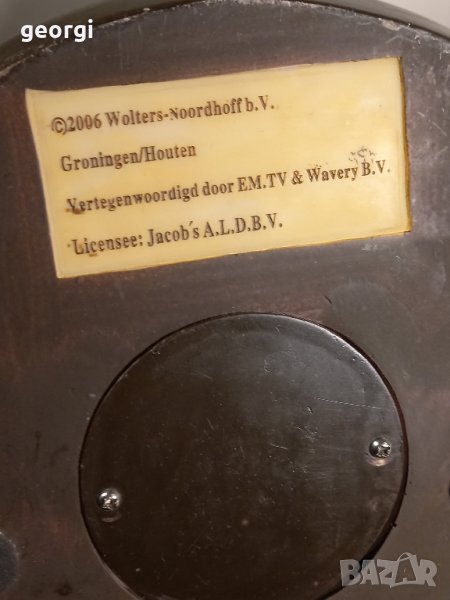 georgi
©2006 Wolters-Noordhoff b.V.
Groningen/Houten
Vertegenwoordigd door EM.TV & Wavery B.V.
Licensee: Jacob´s A.L.D.B.V.
BAZAR